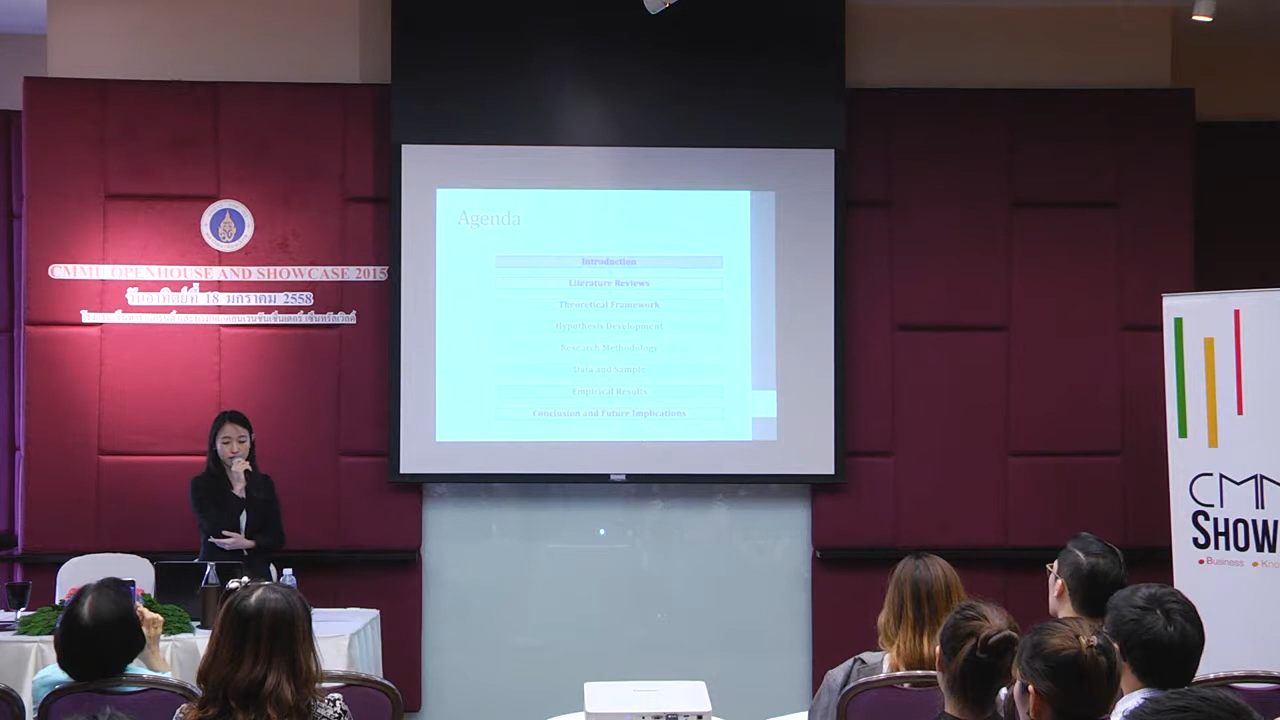 CMMU OPENHOUSE AND SHOWCASE 2015
วันอาทิตย์ที่ 18 มกราคม 2558
Agenda
Introduction
Literature Reviews
Theoretical Framework
Hypothesis Development
Research Methodology
Data and Sample
Empirical Results
Conclusion and Future Implications
CMM
SHOW
Business